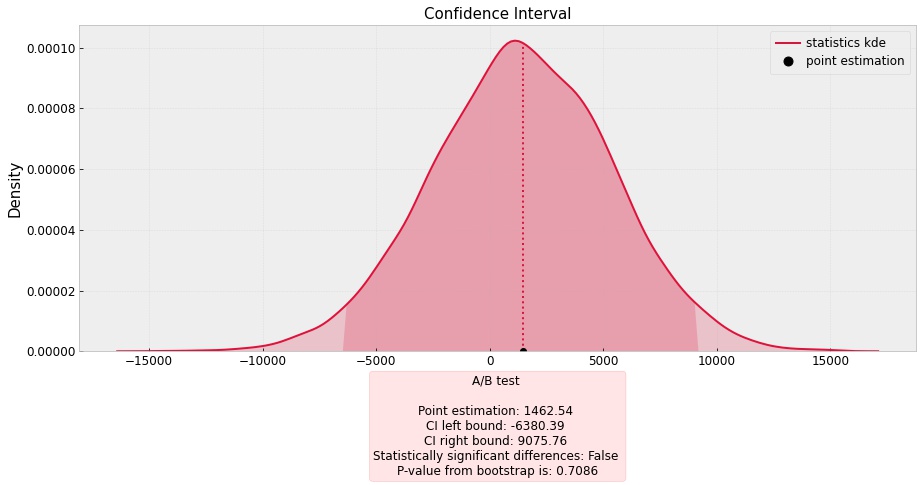 Confidence Interval
statistics kde
point estimation
Density
0.00010
0.00008
0.00006
0.00004
0.00002
0.00000
−15000
−10000
−5000
0
5000
10000
15000
A/B test
Point estimation: 1462.54
CI left bound: -6380.39
CI right bound: 9075.76
Statistically significant differences: False
P-value from bootstrap is: 0.7086